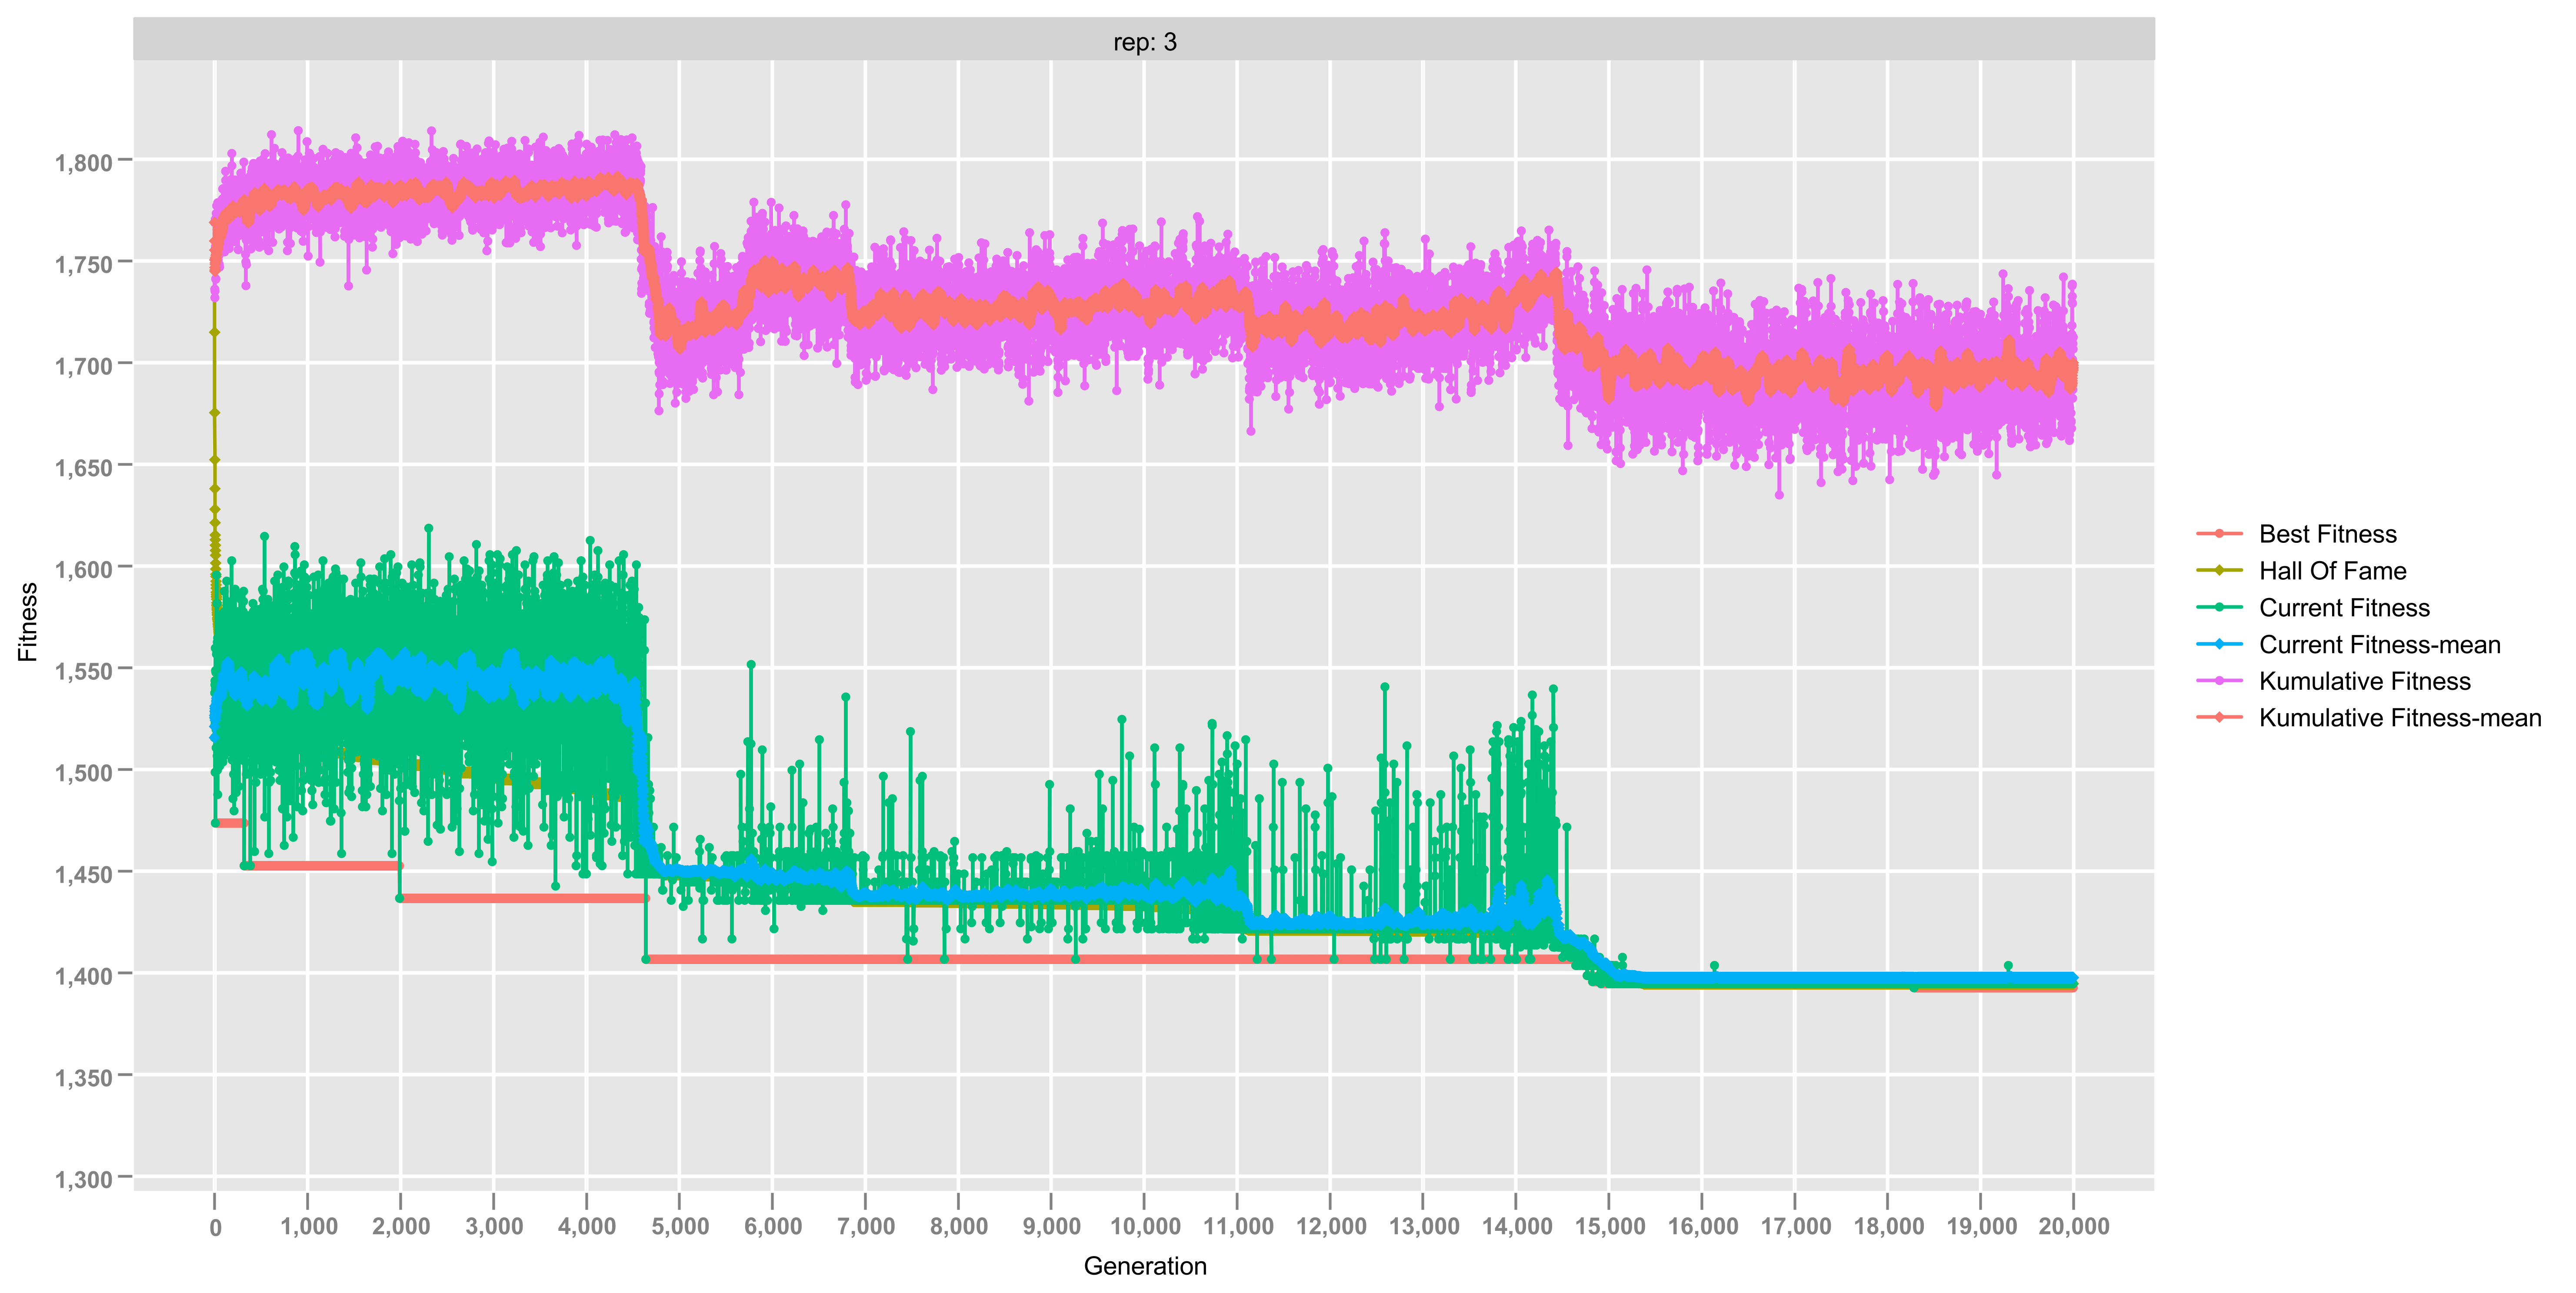 rep: 3
1,800
1,750
1,700
1,650
1,600
1,550
1,500
1,450
1,400
1,350
1,300
Fitness
0 1,000 2,000 3,000 4,000 5,000 6,000 7,000 8,000 9,000 10,000 11,000 12,000 13,000 14,000 15,000 16,000 17,000 18,000 19,000 20,000
Generation
Best Fitness
Hall Of Fame
Current Fitness
Current Fitness-mean
Kumulative Fitness
Kumulative Fitness-mean